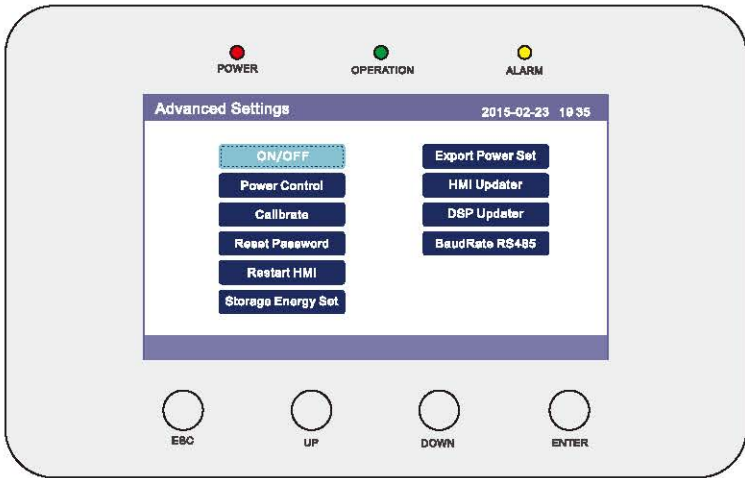 POWER OPERATION ALARM
Advanced Settings 2015-02-23 19 35
ON/OFF Export Power Set
Power Control HMI Updater
Calibrate DSP Updater
Reset Password BaudRate RS485
Restart HMI
Storage Energy Set
ESC UP DOWN ENTER